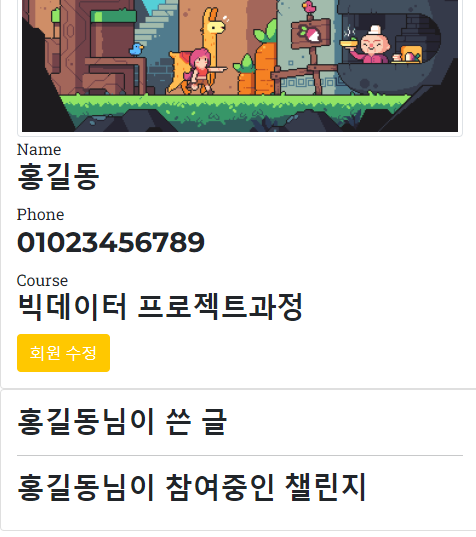 Name
홍길동
Phone
01023456789
Course
빅데이터 프로젝트과정
회원 수정
홍길동님이 쓴 글
홍길동님이 참여중인 챌린지